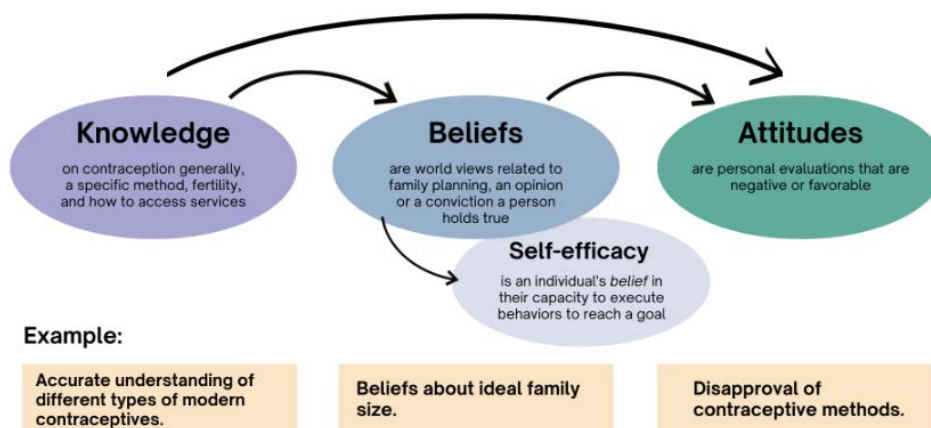 Knowledge
on contraception generally,
a specific method, fertility,
and how to access services
Beliefs
are world views related to
family planning, an opinion
or a conviction a person
holds true
Attitudes
are personal evaluations that are
negative or favorable
Self-efficacy
is an individual's belief in
their capacity to execute
behaviors to reach a goal
Example:
Accurate understanding of
different types of modern
contraceptives.
Beliefs about ideal family
size.
Disapproval of
contraceptive methods.